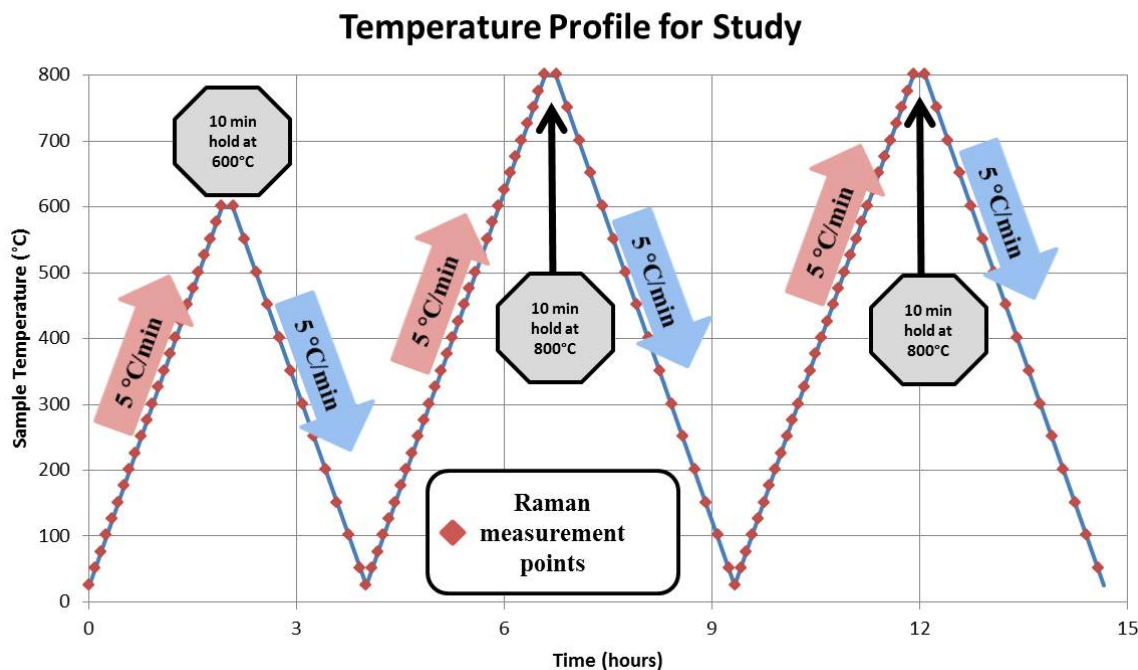 Temperature Profile for Study
800
700
600
500
400
300
200
100
0
Sample Temperature (°C)
10 min
hold at
600°C
5 °C/min
5 °C/min
5 °C/min
10 min
hold at
800°C
5 °C/min
5 °C/min
10 min
hold at
800°C
5 °C/min
Raman
measurement
points
0
3
6
9
12
15
Time (hours)